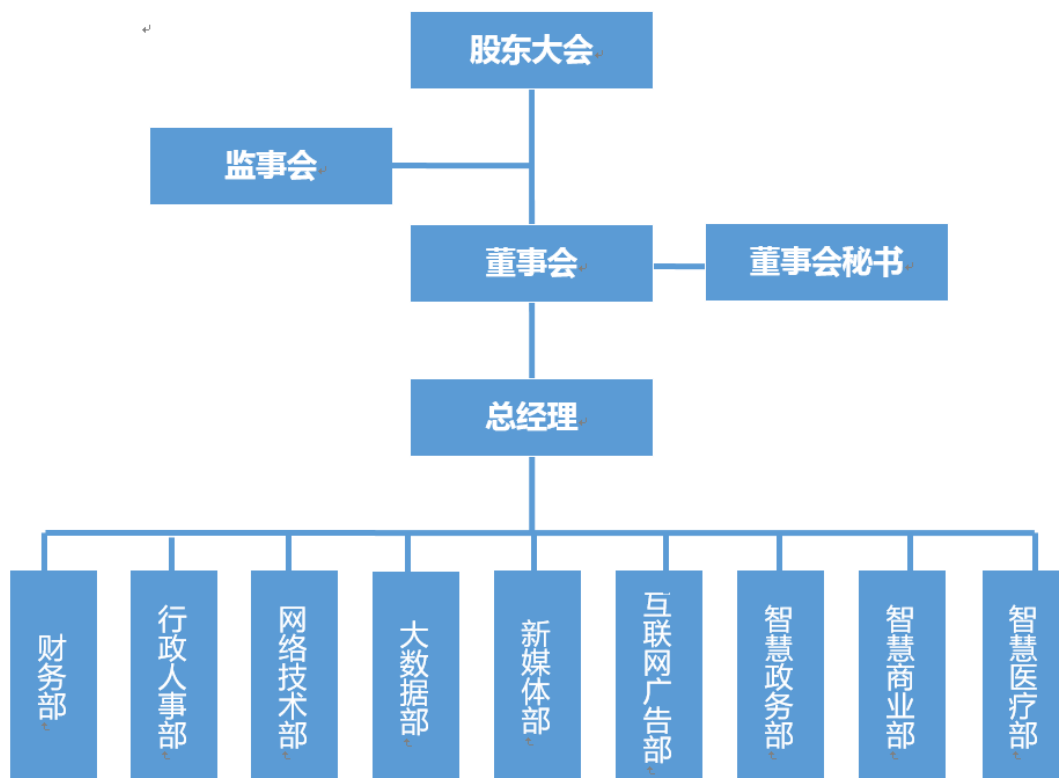 股东大会
监事会
董事会
董事会秘书
总经理
财务部
行政人事部
网络技术部
大数据部
新媒体部
互联网广告部
智慧政务部
智慧商业部
智慧医疗部